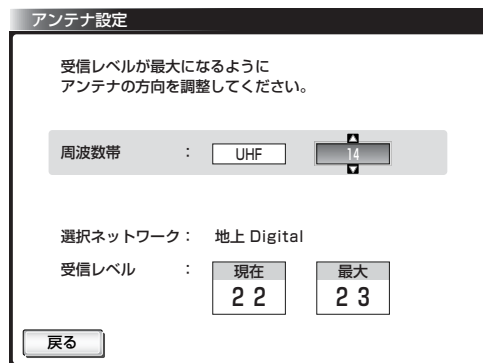 アンテナ設定
受信レベルが最大になるように
アンテナの方向を調整してください。
周波数帯 : UHF 14
選択ネットワーク : 地上 Digital
受信レベル : 現在 最大
22 23
戻る